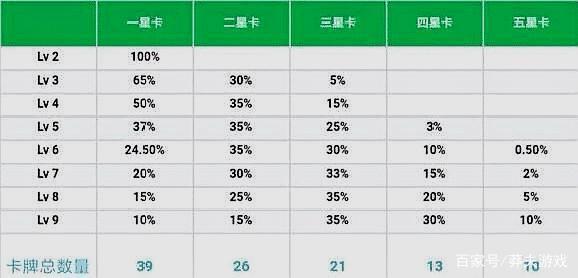 一星卡 二星卡 三星卡 四星卡 五星卡
Lv 2 100%
Lv 3 65% 30% 5%
Lv 4 50% 35% 15%
Lv 5 37% 35% 25% 3%
Lv 6 24.50% 35% 30% 10% 0.50%
Lv 7 20% 30% 33% 15% 2%
Lv 8 15% 25% 35% 20% 5%
Lv 9 10% 15% 35% 30% 10%
卡牌总数量 39 26 21 13 10
百家号/莽夫游戏